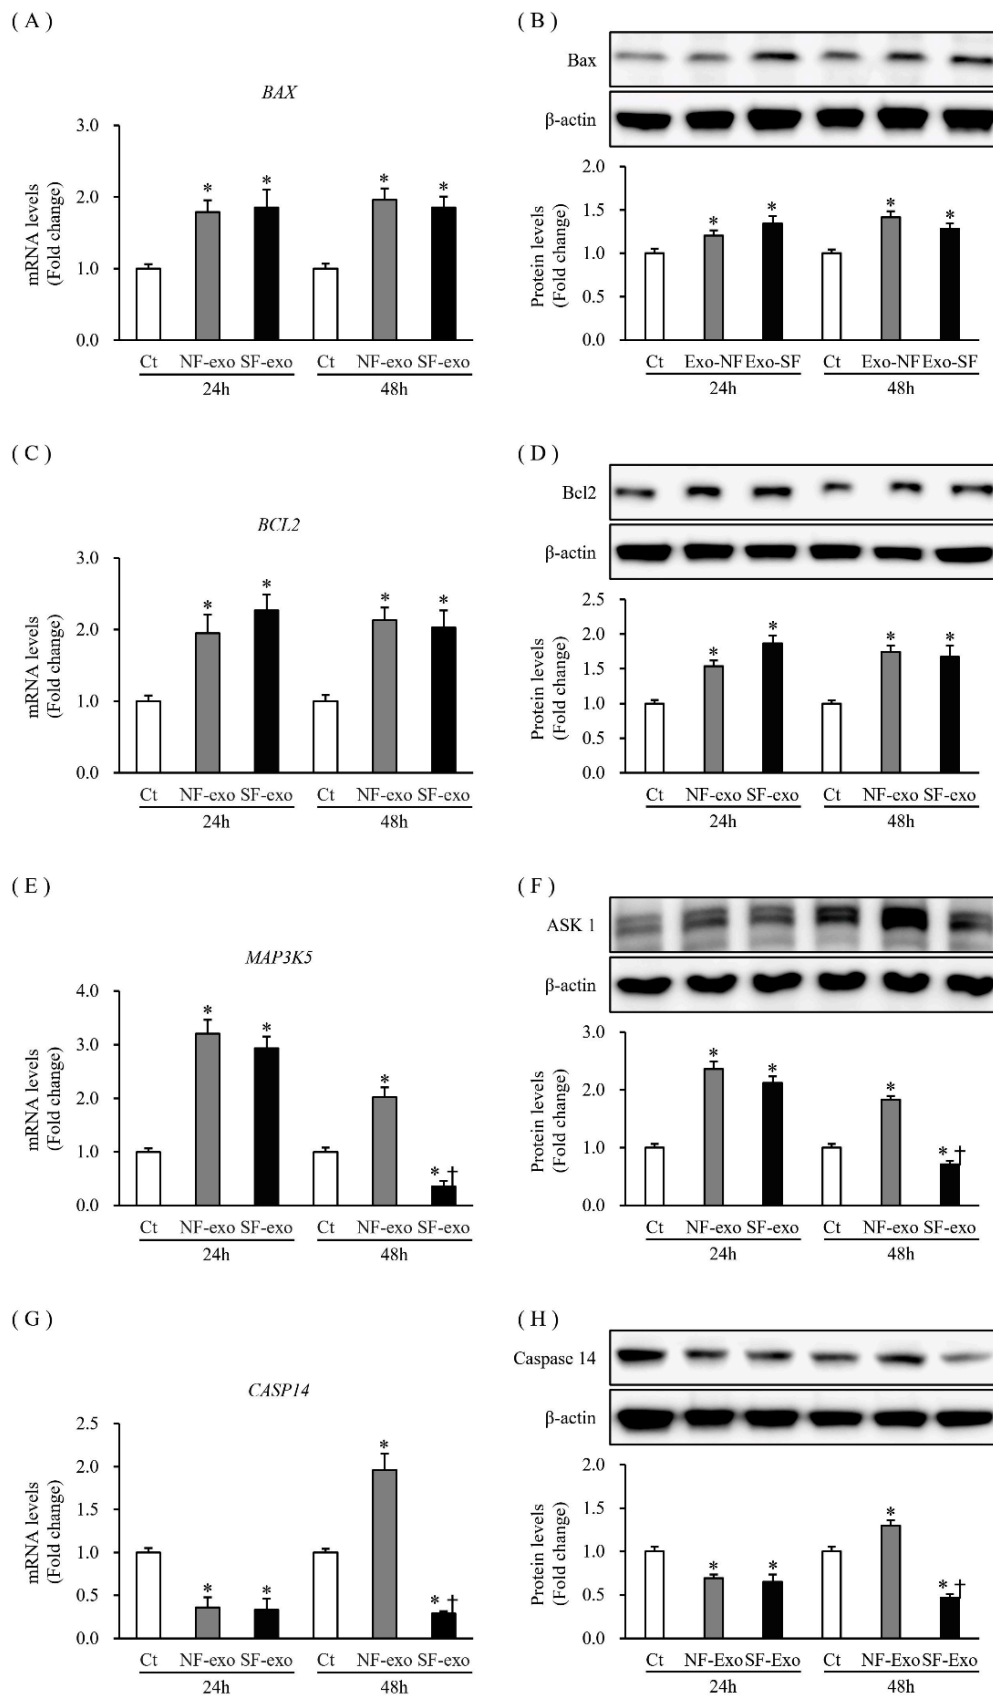 ( A )
BAX
mRNA levels
(Fold change)
3.0
2.0
1.0
0.0
* * * *
Ct NF-exo SF-exo Ct NF-exo SF-exo
24h 48h
( B )
Bax
β-actin
Protein levels
(Fold change)
2.0
1.5
1.0
0.5
0.0
* * * *
Ct Exo-NF Exo-SF Ct Exo-NF Exo-SF
24h 48h
( C )
BCL2
mRNA levels
(Fold change)
3.0
2.0
1.0
0.0
* * * *
Ct NF-exo SF-exo Ct NF-exo SF-exo
24h 48h
( D )
Bcl2
β-actin
Protein levels
(Fold change)
2.5
2.0
1.5
1.0
0.5
0.0
* * * *
Ct NF-exo SF-exo Ct NF-exo SF-exo
24h 48h
( E )
MAP3K5
mRNA levels
(Fold change)
4.0
3.0
2.0
1.0
0.0
* * * *†
Ct NF-exo SF-exo Ct NF-exo SF-exo
24h 48h
( F )
ASK 1
β-actin
Protein levels
(Fold change)
3.0
2.0
1.0
0.0
* * * *†
Ct NF-exo SF-exo Ct NF-exo SF-exo
24h 48h
( G )
CASP14
mRNA levels
(Fold change)
2.5
2.0
1.5
1.0
0.5
0.0
* * * *†
Ct NF-exo SF-exo Ct NF-exo SF-exo
24h 48h
( H )
Caspase 14
β-actin
Protein levels
(Fold change)
2.0
1.5
1.0
0.5
0.0
* * * *†
Ct NF-Exo SF-Exo Ct NF-Exo SF-Exo
24h 48h